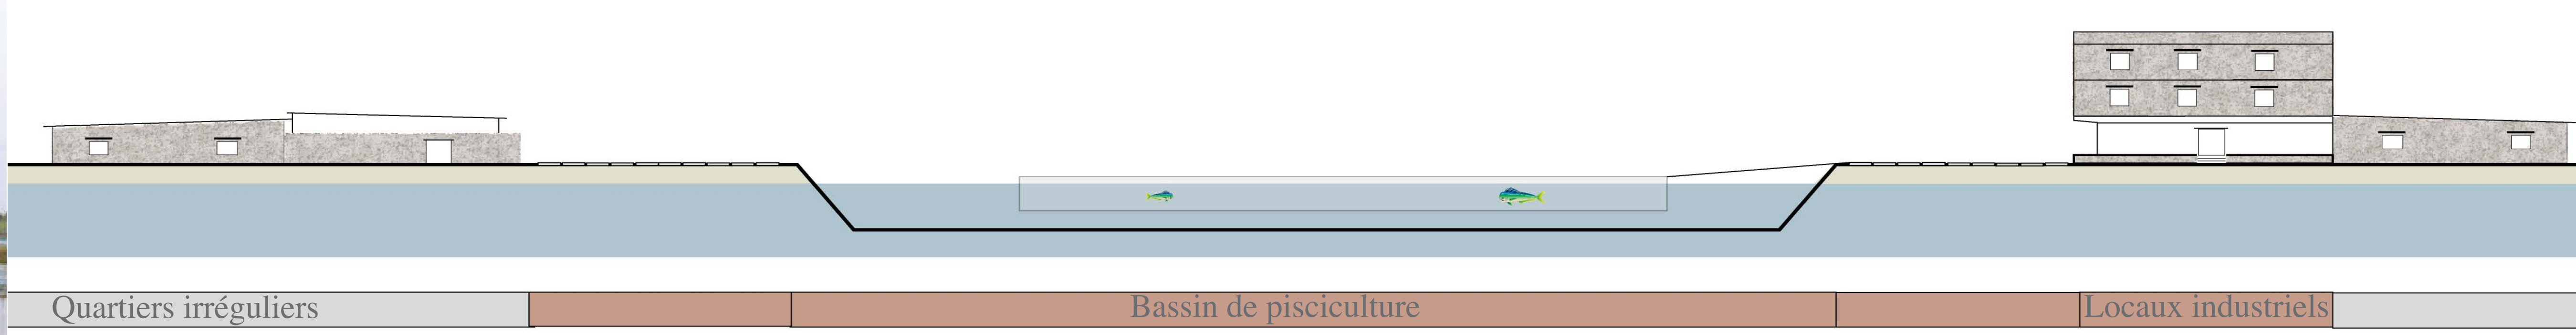 Quartiers irréguliers
Bassin de pisciculture
Locaux industriels